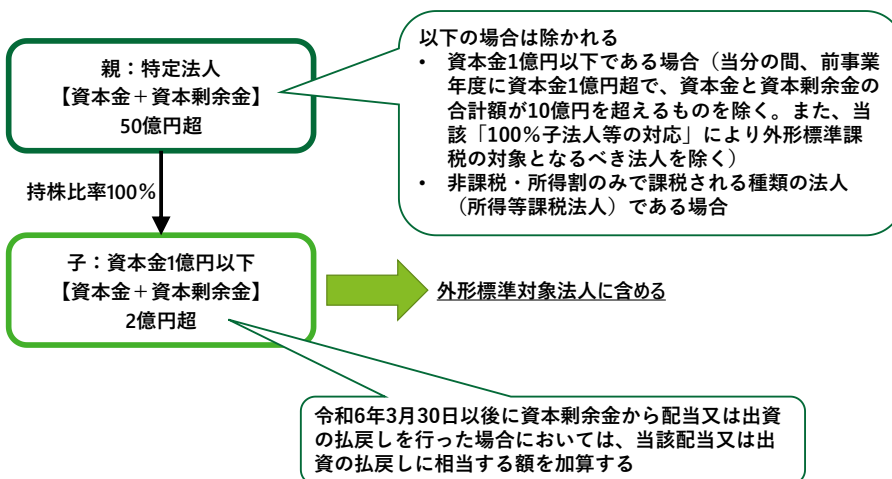 親：特定法人
【資本金＋資本剰余金】
50億円超
以下の場合は除かれる
• 資本金1億円以下である場合（当分の間、前事業
年度に資本金1億円超で、資本金と資本剰余金の
合計額が10億円を超えるものを除く。また、当
該「100％子法人等の対応」により外形標準課
税の対象となるべき法人を除く）
• 非課税・所得割のみで課税される種類の法人
（所得等課税法人）である場合
持株比率100%
子：資本金1億円以下
【資本金＋資本剰余金】
2億円超
外形標準対象法人に含める
令和6年3月30日以後に資本剰余金から配当又は出資
の払戻しを行った場合においては、当該配当又は出
資の払戻しに相当する額を加算する